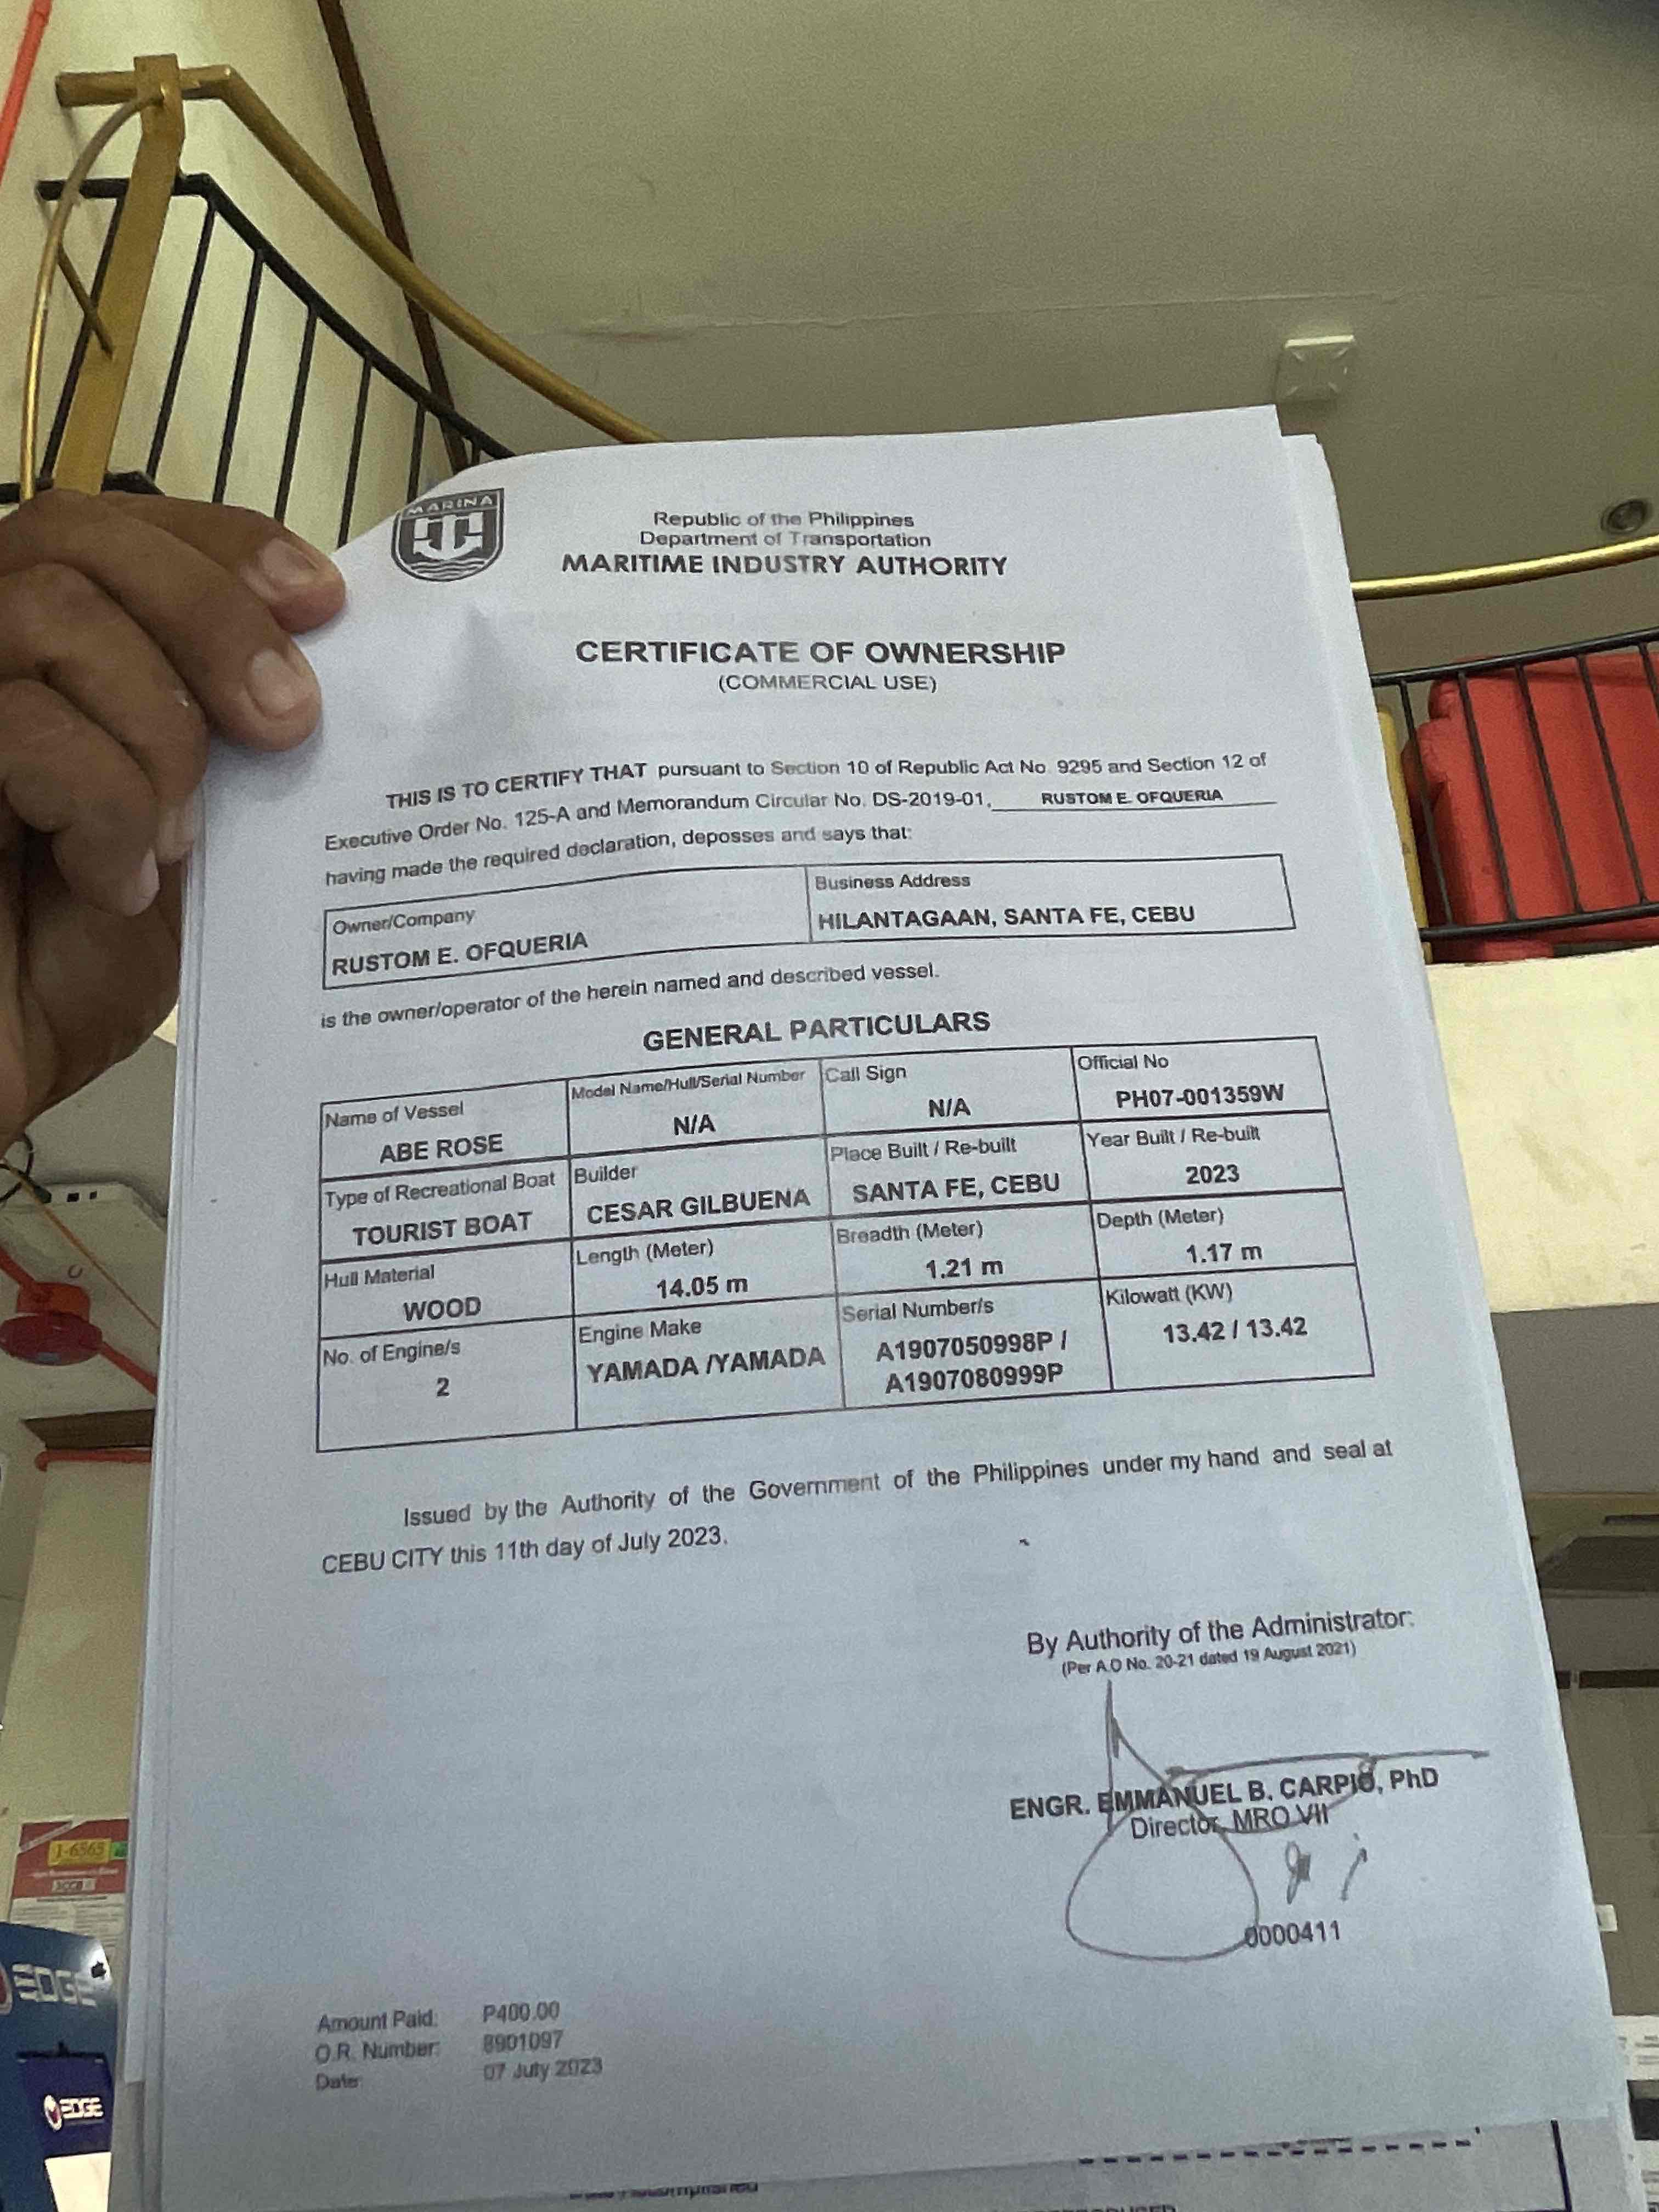 MARINA
Republic of the Philippines
Department of Transportation
MARITIME INDUSTRY AUTHORITY
CERTIFICATE OF OWNERSHIP
(COMMERCIAL USE)
THIS IS TO CERTIFY THAT pursuant to Section 10 of Republic Act No. 9295 and Section 12 of
Executive Order No. 125-A and Memorandum Circular No. DS-2019-01, RUSTOM E. OFQUERIA
having made the required declaration, deposses and says that:
Owner/Company
RUSTOM E. OFQUERIA
Business Address
HILANTAGAAN, SANTA FE, CEBU
is the owner/operator of the herein named and described vessel.
GENERAL PARTICULARS
Name of Vessel
ABE ROSE
Model Name/Hull/Serial Number
N/A
Call Sign
N/A
Official No
PH07-001359W
Type of Recreational Boat
TOURIST BOAT
Builder
CESAR GILBUENA
Place Built / Re-built
SANTA FE, CEBU
Year Built / Re-built
2023
Hull Material
WOOD
Length (Meter)
14.05 m
Breadth (Meter)
1.21 m
Depth (Meter)
1.17 m
No. of Engine/s
2
Engine Make
YAMADA /YAMADA
Serial Number/s
A1907050998P /
A1907080999P
Kilowatt (KW)
13.42 / 13.42
Issued by the Authority of the Government of the Philippines under my hand and seal at
CEBU CITY this 11th day of July 2023.
By Authority of the Administrator:
(Per A.O No. 20-21 dated 19 August 2021)
ENGR. EMMANUEL B. CARPIO, PhD
Director, MRO VII
0000411
Amount Paid: P400.00
O.R. Number: 8901097
Date: 07 July 2023
1-6565
EDGE
EDGE